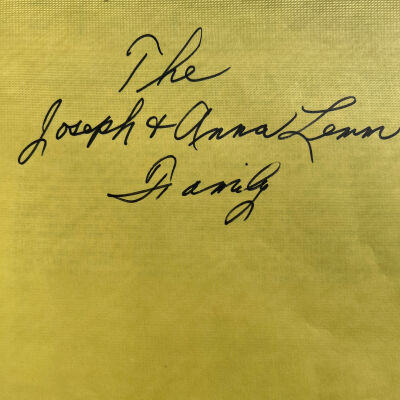 The
Joseph & Anna Lenn
Family